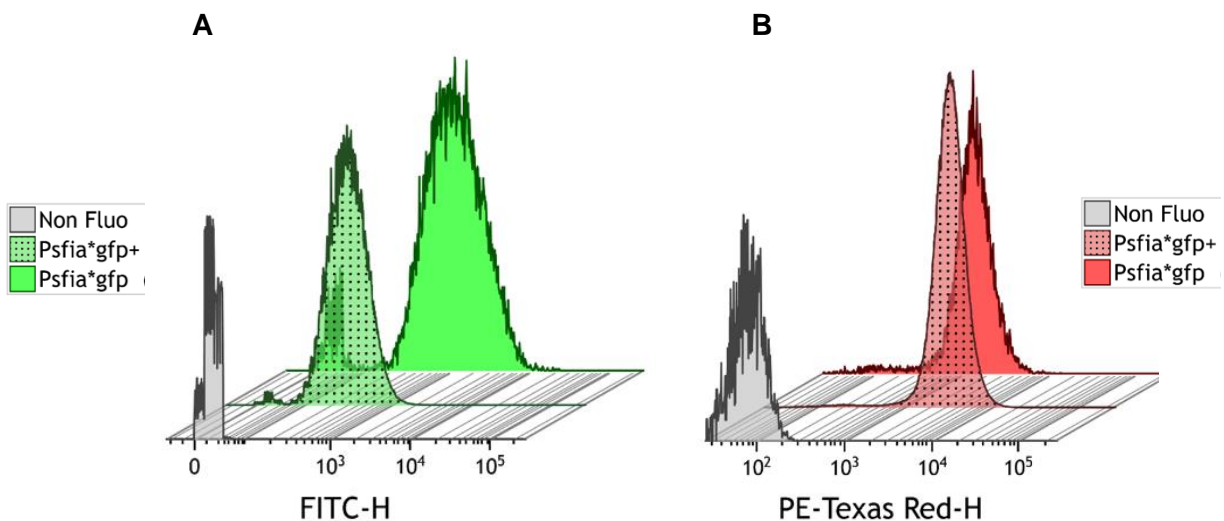 A
B
Non Fluo
Psfia*gfp+
Psfia*gfp
Non Fluo
Psfia*gfp+
Psfia*gfp
0 10³ 10⁴ 10⁵
10² 10³ 10⁴ 10⁵
FITC-H
PE-Texas Red-H